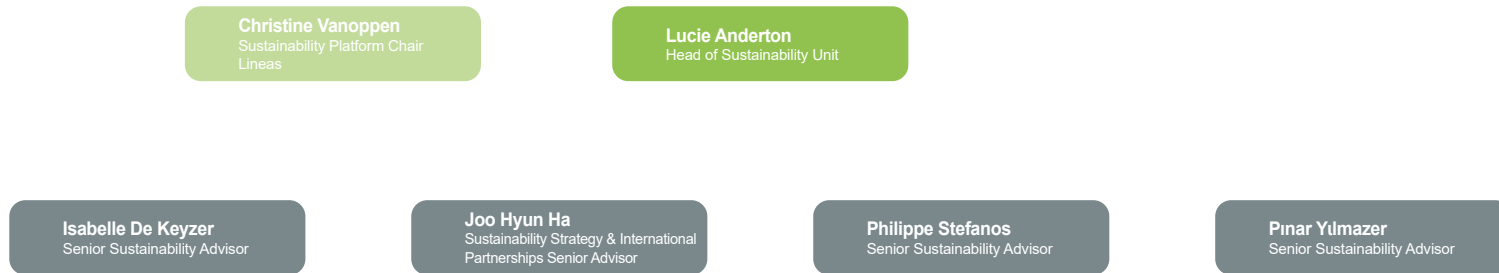 Christine Vanoppen
Sustainability Platform Chair
Lineas
Lucie Anderton
Head of Sustainability Unit
Isabelle De Keyzer
Senior Sustainability Advisor
Joo Hyun Ha
Sustainability Strategy & International
Partnerships Senior Advisor
Philippe Stefanos
Senior Sustainability Advisor
Pınar Yılmazer
Senior Sustainability Advisor